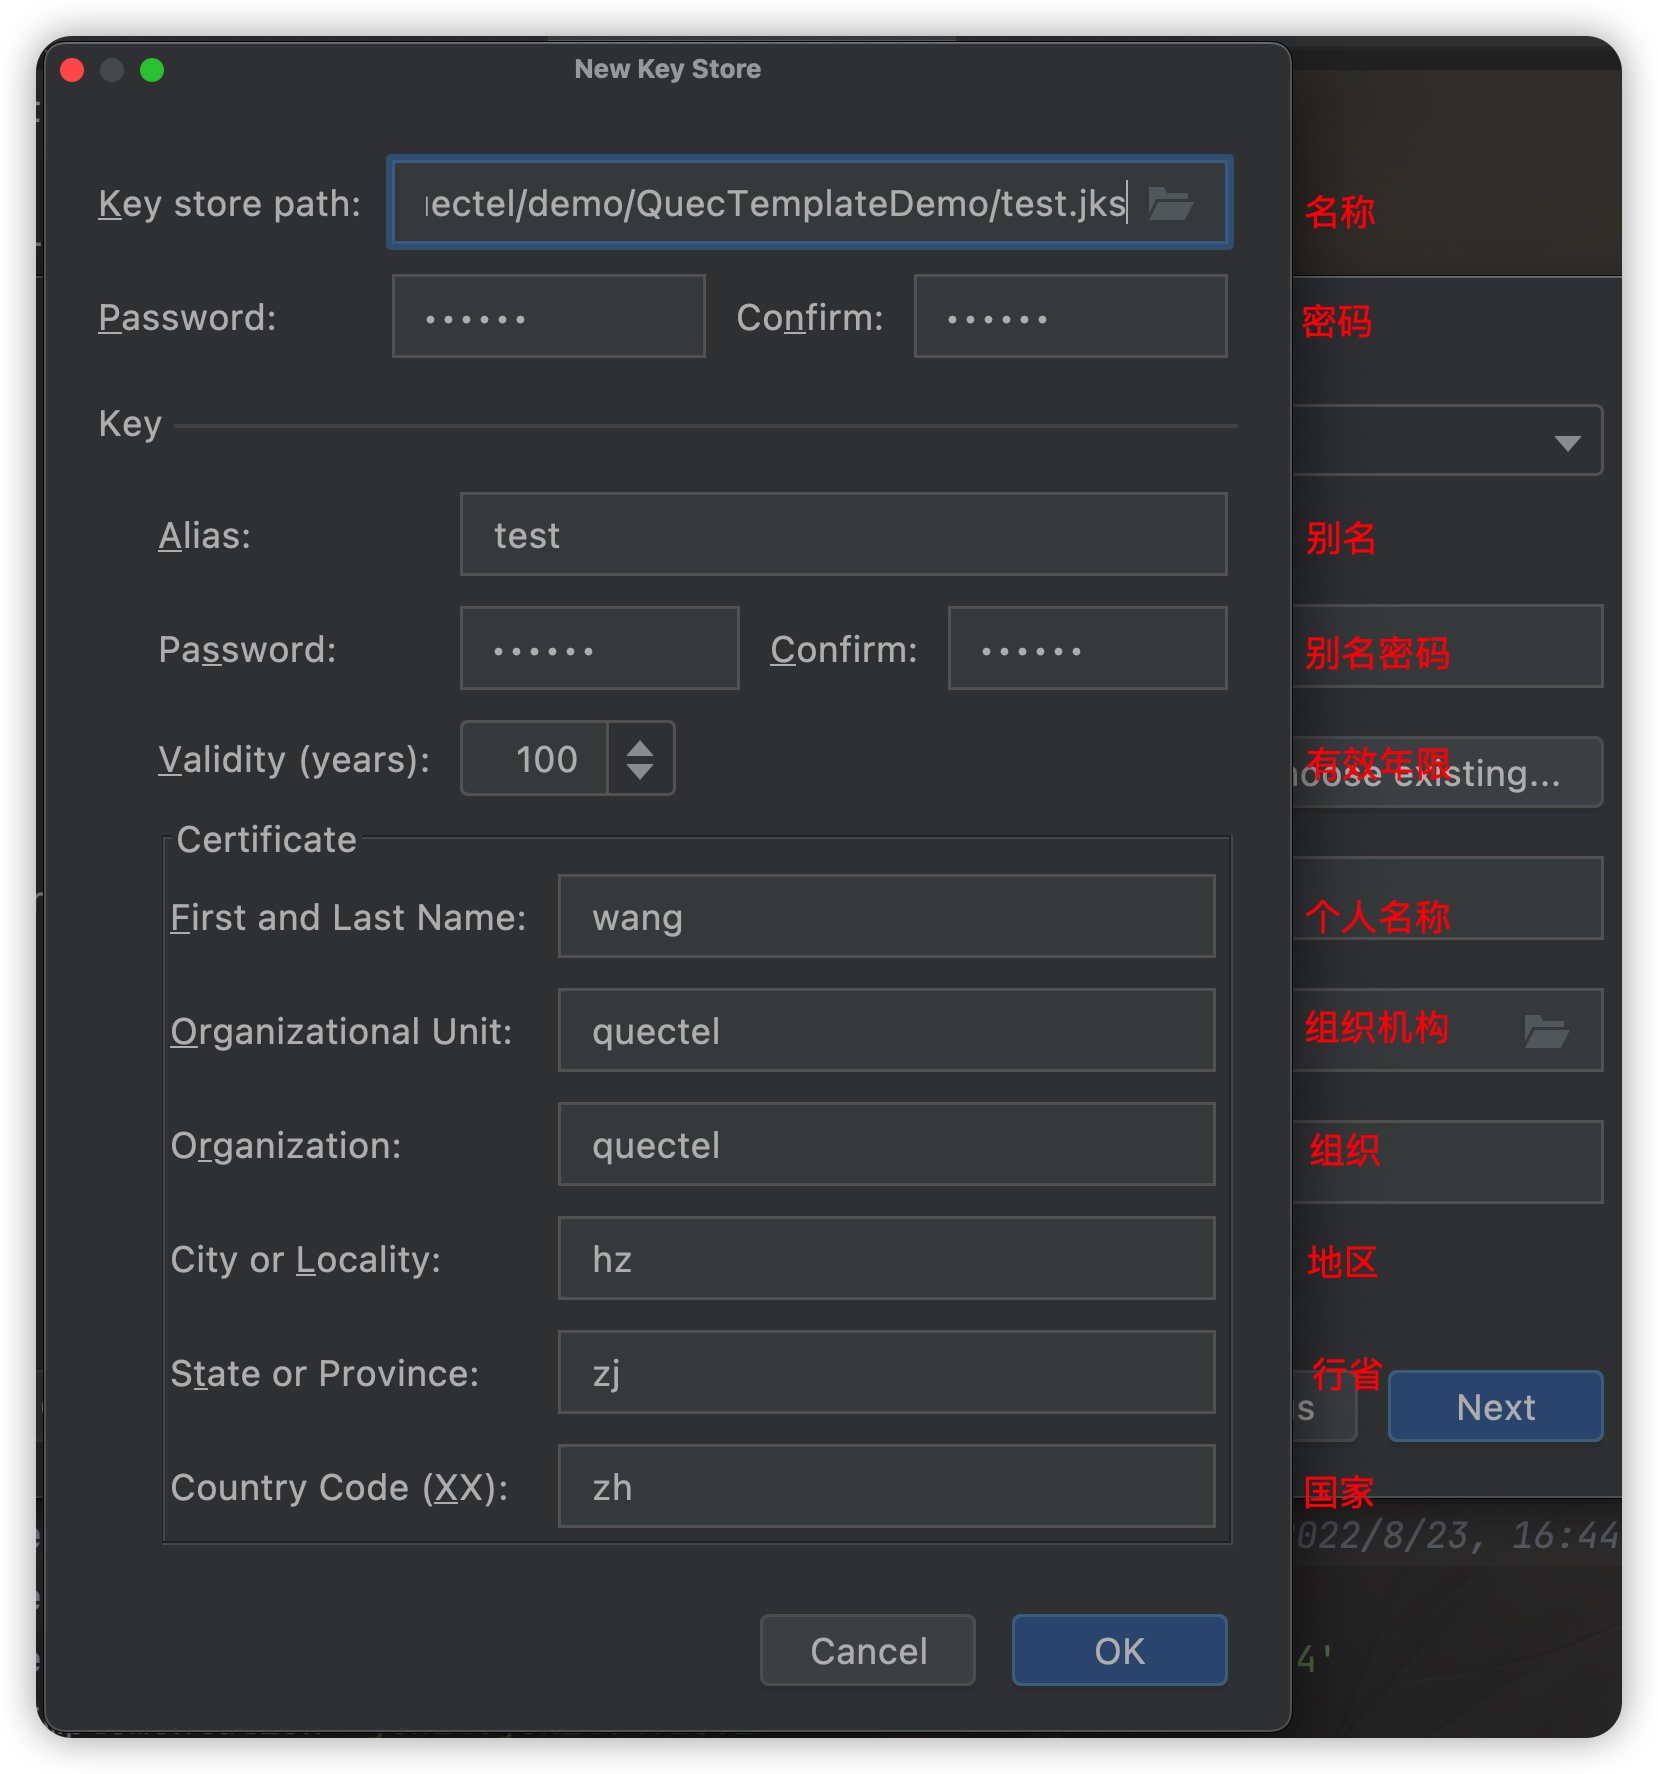 New Key Store
Key store path: uectel/demo/QuecTemplateDemo/test.jks 名称
Password: •••••• Confirm: •••••• 密码
Key
Alias: test 别名
Password: •••••• Confirm: •••••• 别名密码
Validity (years): 100 有效年限
hoose existing...
Certificate
First and Last Name: wang 个人名称
Organizational Unit: quectel 组织机构
Organization: quectel 组织
City or Locality: hz 地区
State or Province: zj 行省
s Next
Country Code (XX): zh 国家
2022/8/23, 16:44
Cancel OK
4'